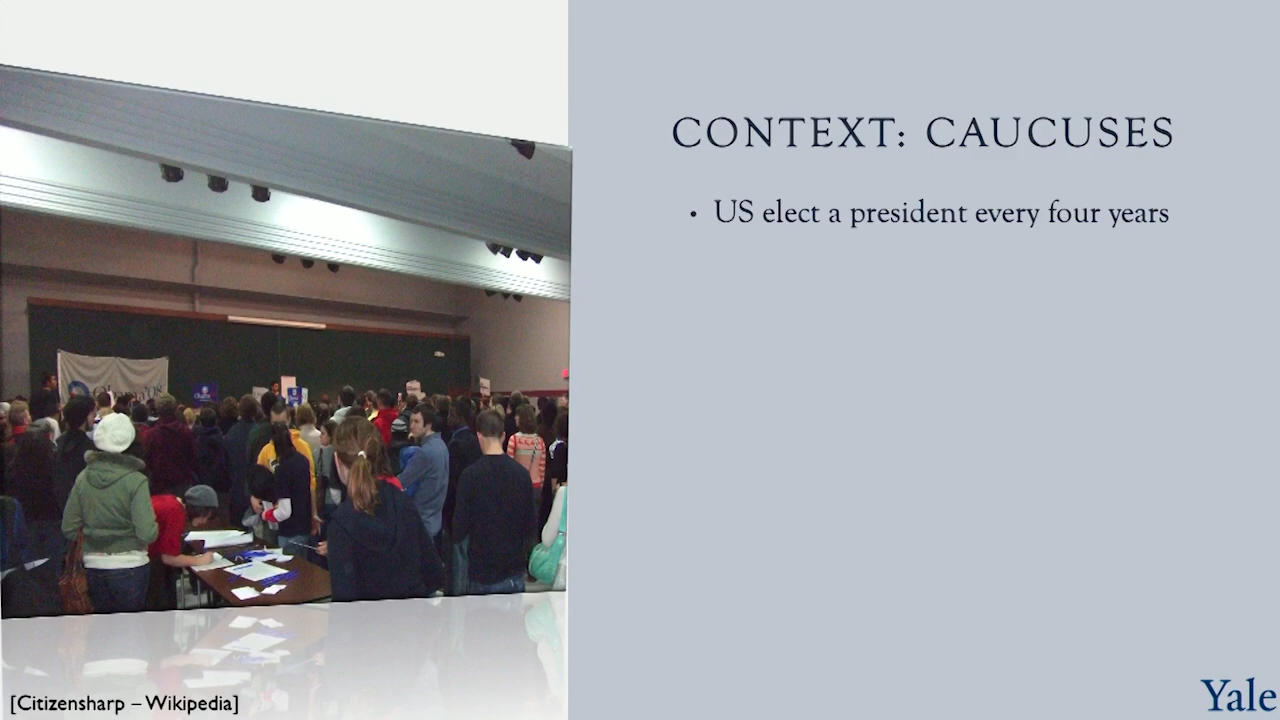 CONTEXT: CAUCUSES
• US elect a president every four years
[Citizensharp – Wikipedia]
Yale